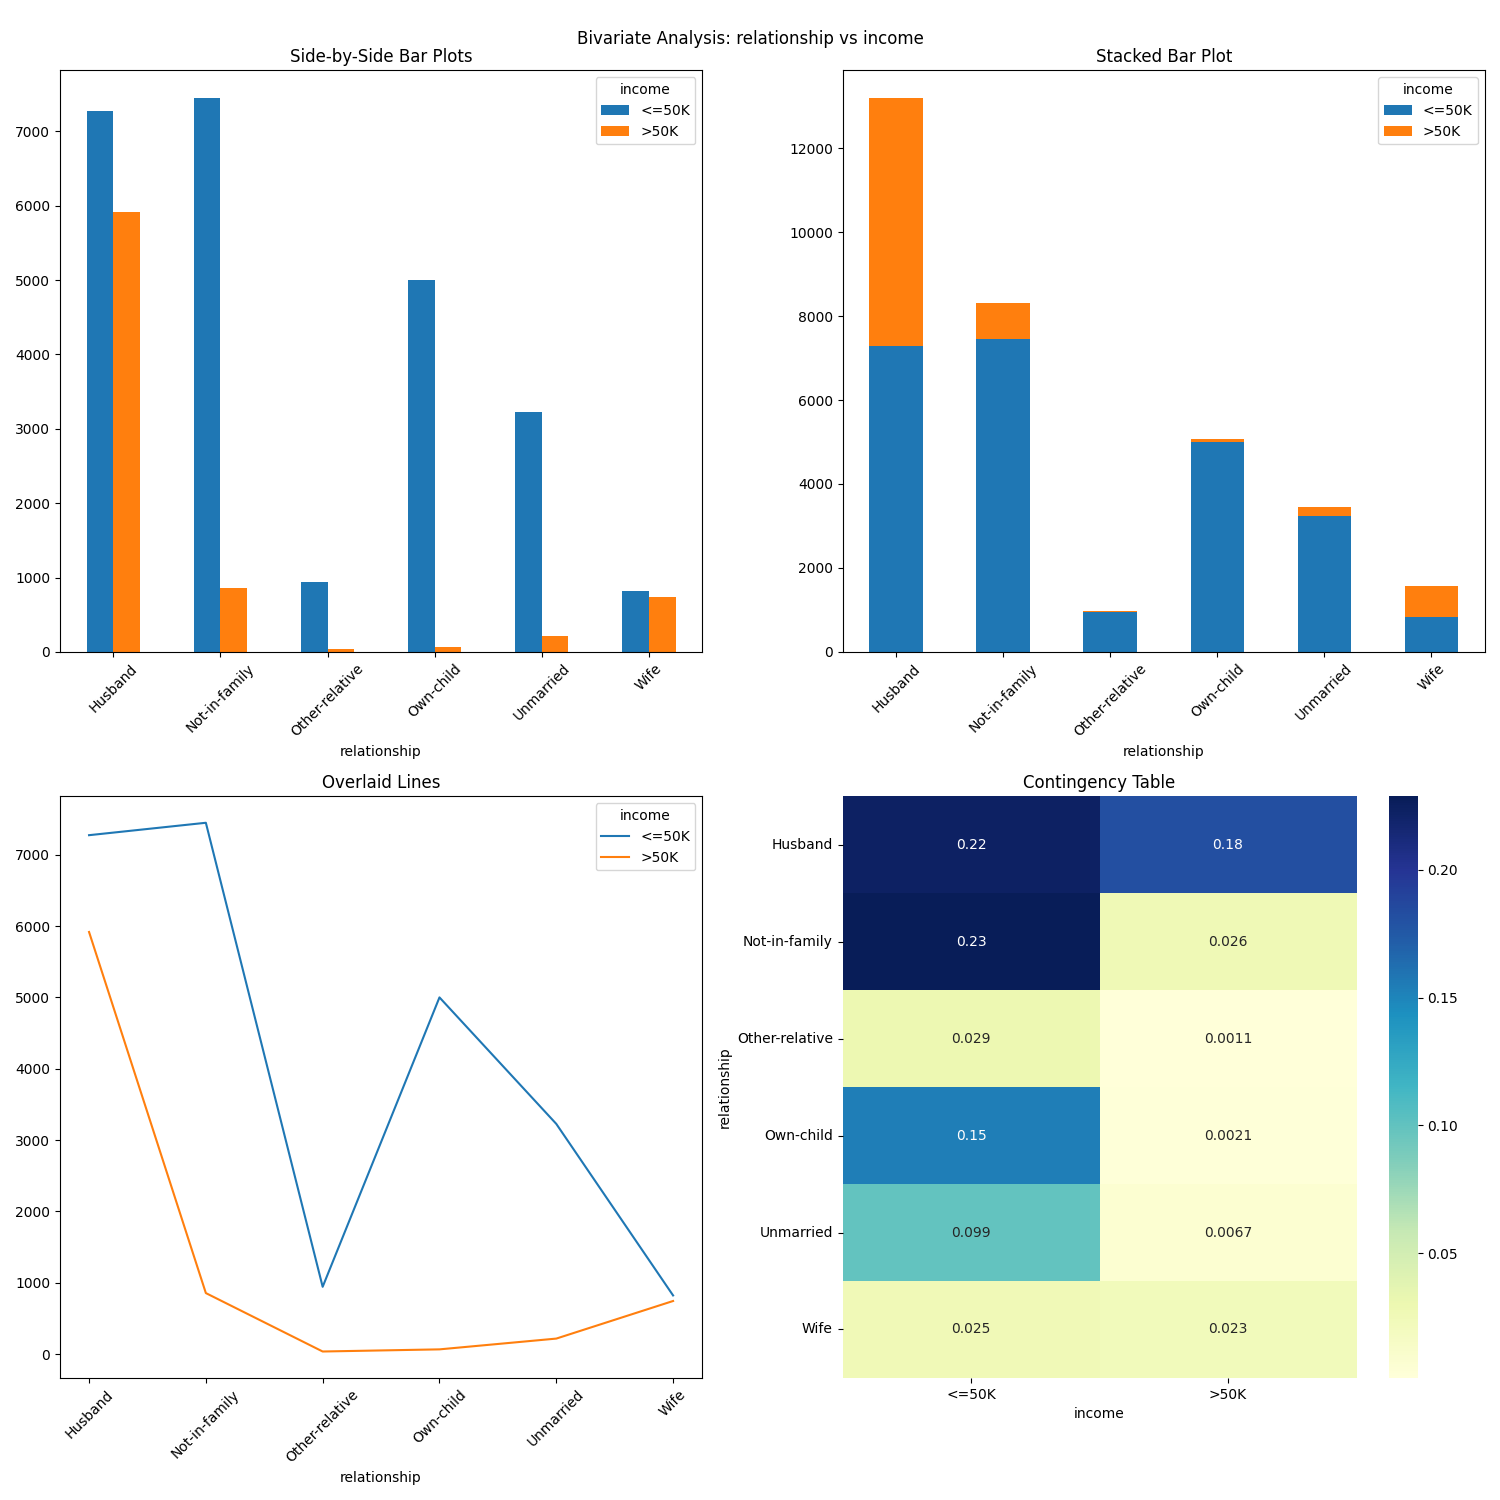 Bivariate Analysis: relationship vs income
Side-by-Side Bar Plots
income
<=50K
>50K
7000
6000
5000
4000
3000
2000
1000
0
Husband
Not-in-family
Other-relative
Own-child
Unmarried
Wife
relationship
Stacked Bar Plot
income
<=50K
>50K
12000
10000
8000
6000
4000
2000
0
Husband
Not-in-family
Other-relative
Own-child
Unmarried
Wife
relationship
Overlaid Lines
income
<=50K
>50K
7000
6000
5000
4000
3000
2000
1000
0
Husband
Not-in-family
Other-relative
Own-child
Unmarried
Wife
relationship
Contingency Table
relationship
Husband 0.22 0.18
Not-in-family 0.23 0.026
Other-relative 0.029 0.0011
Own-child 0.15 0.0021
Unmarried 0.099 0.0067
Wife 0.025 0.023
<=50K >50K
income
0.20
0.15
0.10
0.05